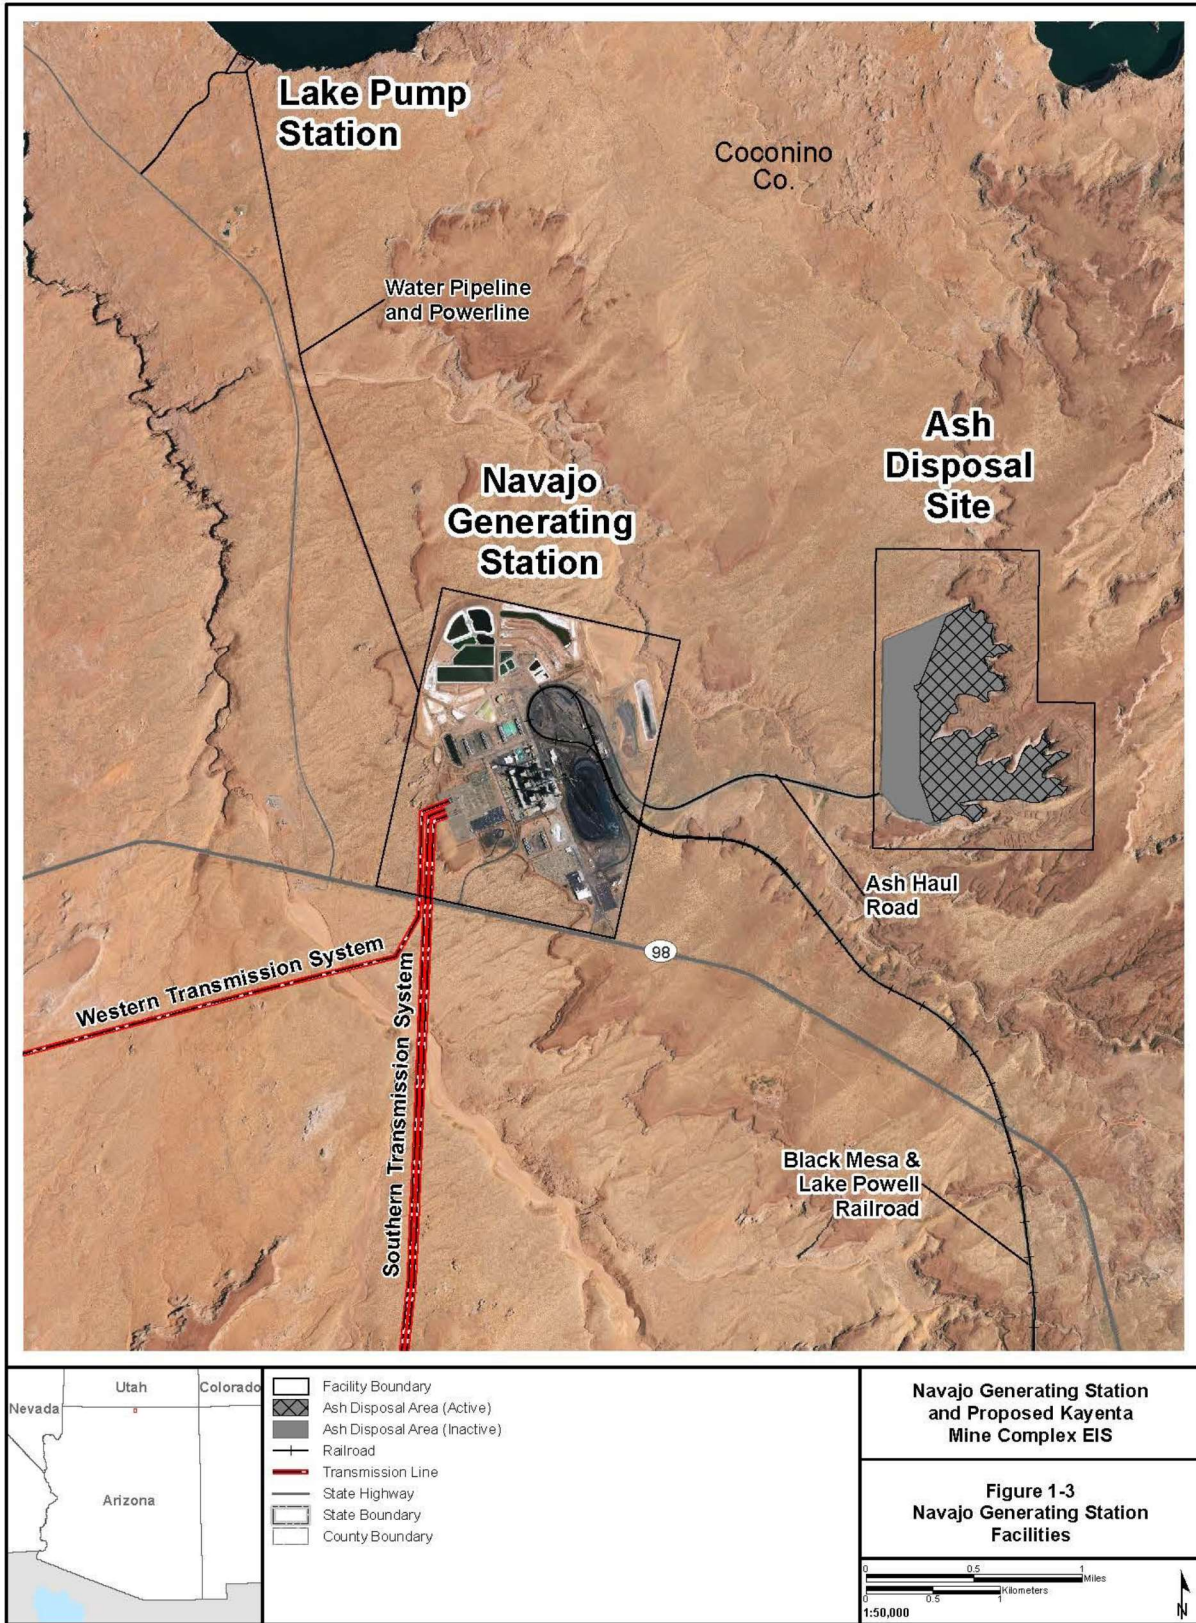 Lake Pump
Station
Coconino
Co.
Water Pipeline
and Powerline
Ash
Disposal
Site
Navajo
Generating
Station
Ash Haul
Road
98
Western Transmission System
Southern Transmission System
Black Mesa &
Lake Powell
Railroad
Utah
Colorado
Nevada
Arizona
Facility Boundary
Ash Disposal Area (Active)
Ash Disposal Area (Inactive)
Railroad
Transmission Line
State Highway
State Boundary
County Boundary
Navajo Generating Station
and Proposed Kayenta
Mine Complex EIS
Figure 1-3
Navajo Generating Station
Facilities
0 0.5 1
Miles
Kilometers
0 0.5 1
1:50,000
N